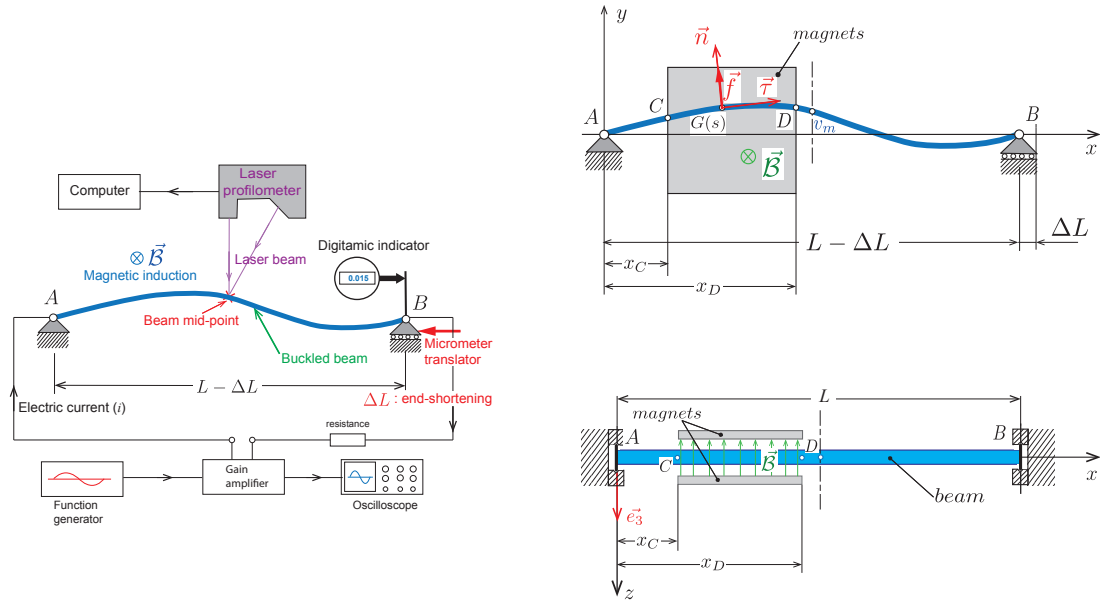 Computer
Laser
profilometer
⊗ B⃗
Magnetic induction
Laser beam
Digitamic indicator
0.015
A
B
Beam mid-point
Buckled beam
Micrometer
translator
L − ΔL
ΔL : end-shortening
Electric current (i)
resistance
Gain
amplifier
Function
generator
Oscilloscope
y
n⃗
magnets
f⃗
τ⃗
A
C
G(s)
D
v_m
B
x
⊗ B⃗
L − ΔL
ΔL
x_C
x_D
L
magnets
A
D
B
C
B⃗
x
beam
e⃗_3
x_C
x_D
z